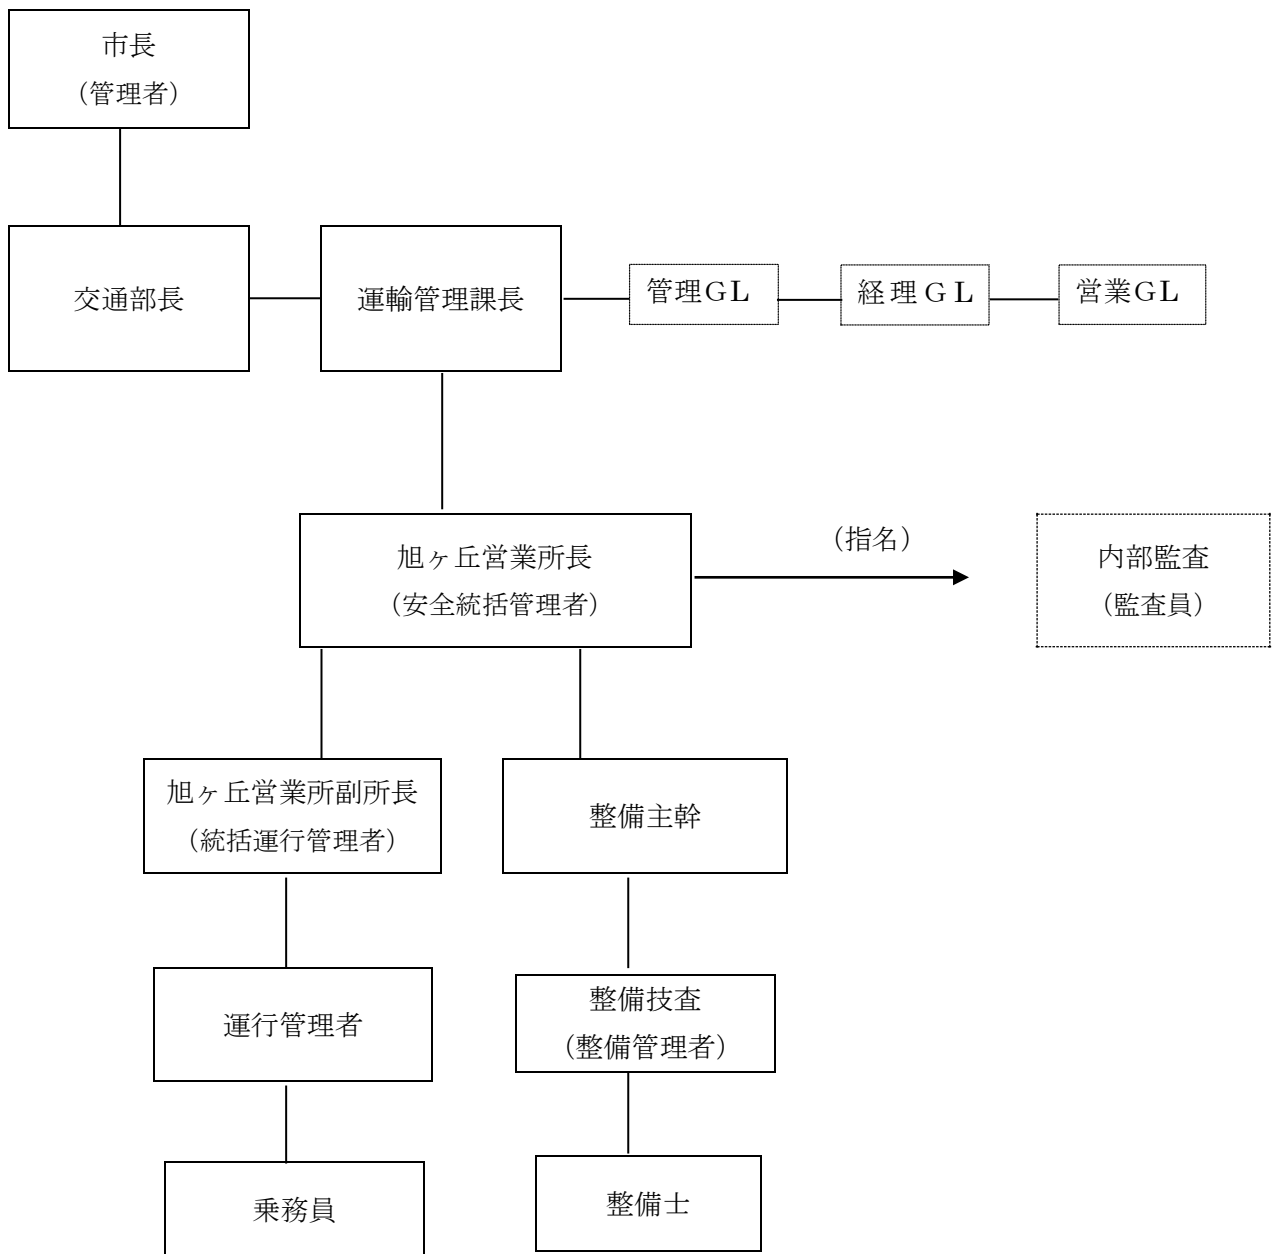 市長
（管理者）
交通部長
運輸管理課長
管理GL
経理GL
営業GL
旭ヶ丘営業所長
（安全統括管理者）
（指名）
内部監査
（監査員）
旭ヶ丘営業所副所長
（統括運行管理者）
整備主幹
運行管理者
整備技査
（整備管理者）
乗務員
整備士